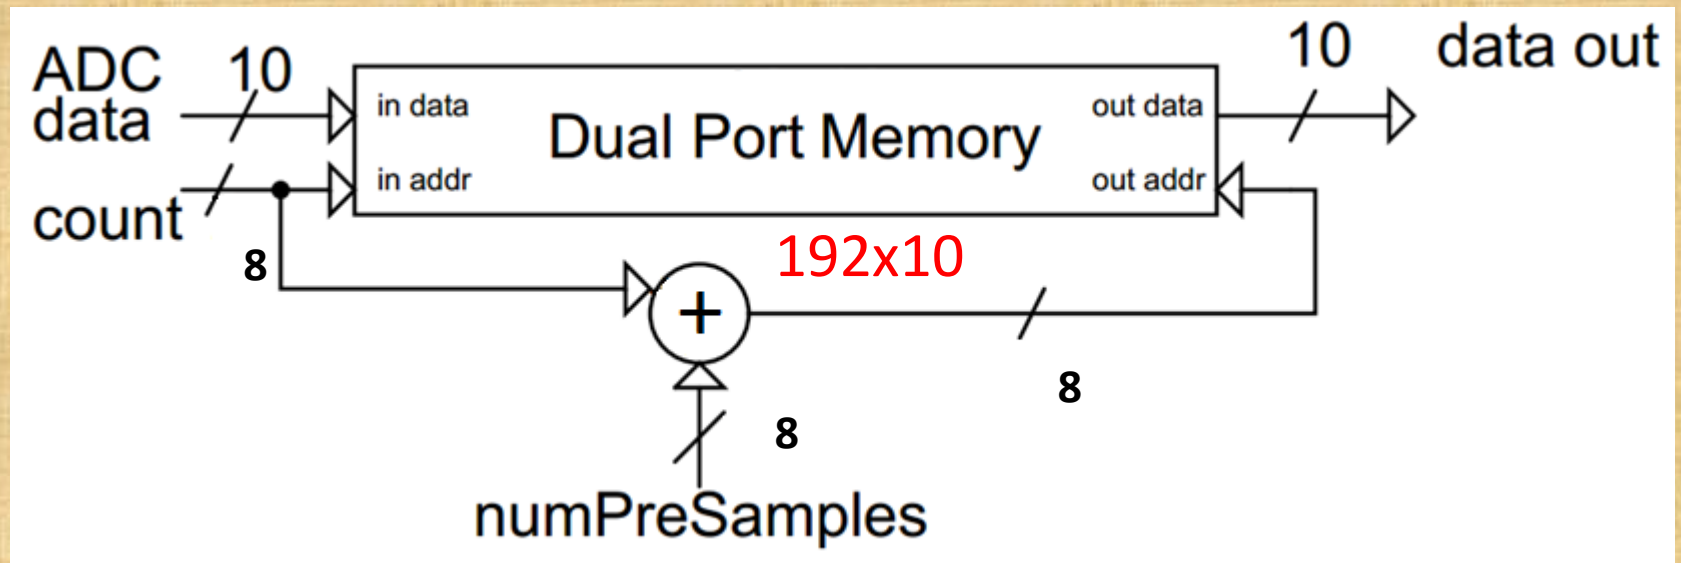 ADC
data
10
in data
Dual Port Memory
out data
10
data out
count
8
in addr
out addr
192x10
+
8
8
numPreSamples